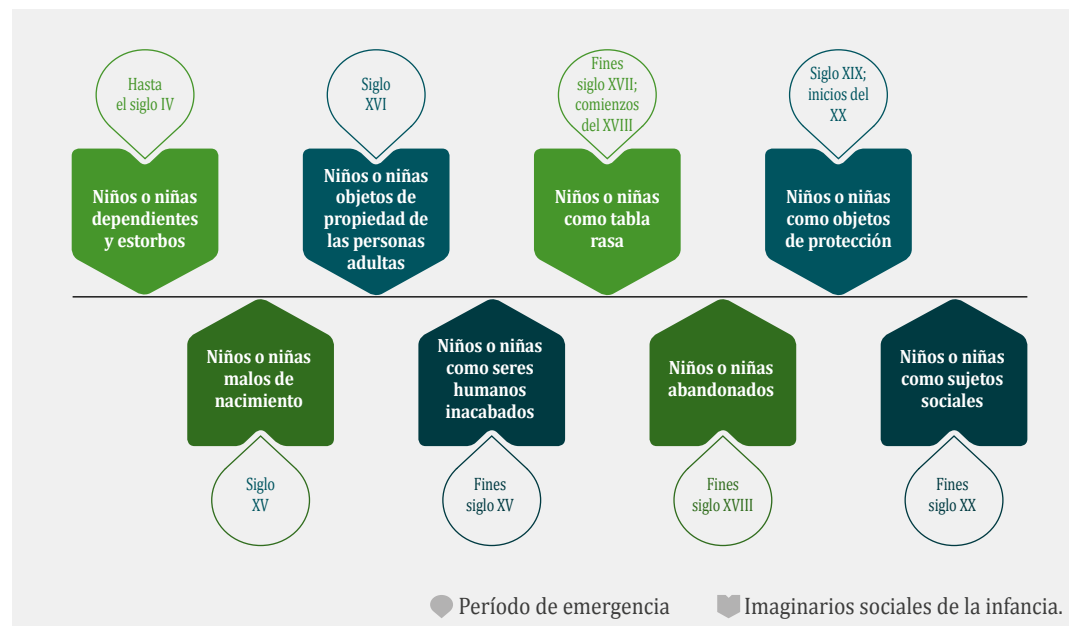 Hasta
el siglo IV
Niños o niñas
dependientes
y estorbos
Siglo
XVI
Niños o niñas
objetos de
propiedad de
las personas
adultas
Fines
siglo XVII;
comienzos
del XVIII
Niños o niñas
como tabla
rasa
Siglo XIX;
inicios del
XX
Niños o niñas
como objetos
de protección
Niños o niñas
malos de
nacimiento
Siglo
XV
Niños o niñas
como seres
humanos
inacabados
Fines
siglo XV
Niños o niñas
abandonados
Fines
siglo XVIII
Niños o niñas
como sujetos
sociales
Fines
siglo XX
Período de emergencia
Imaginarios sociales de la infancia.